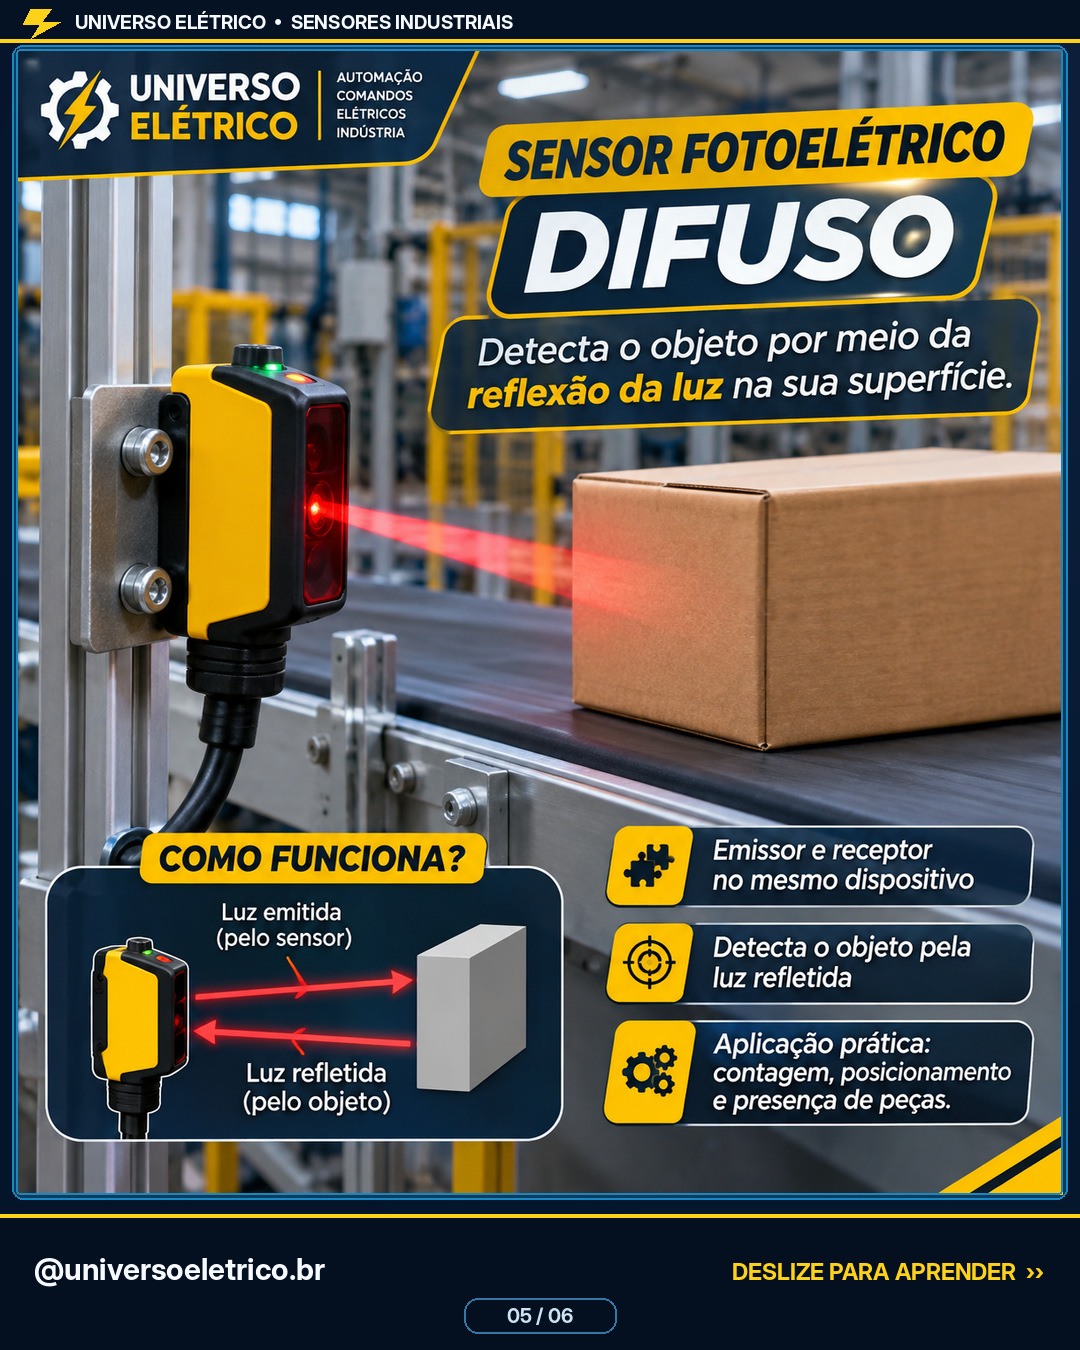 UNIVERSO ELÉTRICO • SENSORES INDUSTRIAIS
UNIVERSO
ELÉTRICO
AUTOMAÇÃO
COMANDOS
ELÉTRICOS
INDÚSTRIA
SENSOR FOTOELÉTRICO
DIFUSO
Detecta o objeto por meio da
reflexão da luz na sua superfície.
COMO FUNCIONA?
Luz emitida
(pelo sensor)
Luz refletida
(pelo objeto)
Emissor e receptor
no mesmo dispositivo
Detecta o objeto pela
luz refletida
Aplicação prática:
contagem, posicionamento
e presença de peças.
@universoeletrico.br
DESLIZE PARA APRENDER ››
05 / 06